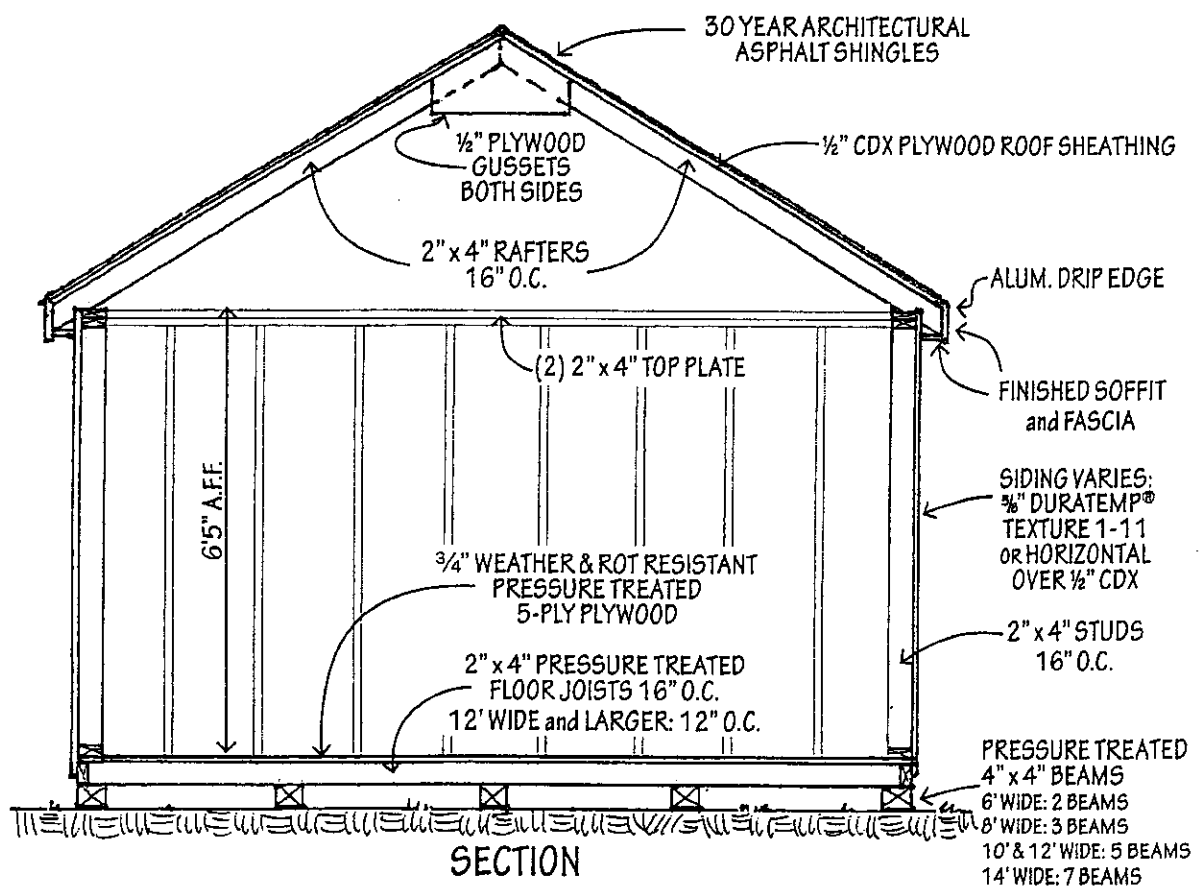 30 YEAR ARCHITECTURAL
ASPHALT SHINGLES
½" PLYWOOD
GUSSETS
BOTH SIDES
½" CDX PLYWOOD ROOF SHEATHING
2" x 4" RAFTERS
16" O.C.
ALUM. DRIP EDGE
(2) 2" x 4" TOP PLATE
FINISHED SOFFIT
and FASCIA
6'5" A.F.F.
SIDING VARIES:
⅝" DURATEMP®
TEXTURE 1-11
OR HORIZONTAL
OVER ½" CDX
¾" WEATHER & ROT RESISTANT
PRESSURE TREATED
5-PLY PLYWOOD
2" x 4" STUDS
16" O.C.
2" x 4" PRESSURE TREATED
FLOOR JOISTS 16" O.C.
12' WIDE and LARGER: 12" O.C.
PRESSURE TREATED
4" x 4" BEAMS
6' WIDE: 2 BEAMS
8' WIDE: 3 BEAMS
10' & 12' WIDE: 5 BEAMS
14' WIDE: 7 BEAMS
SECTION